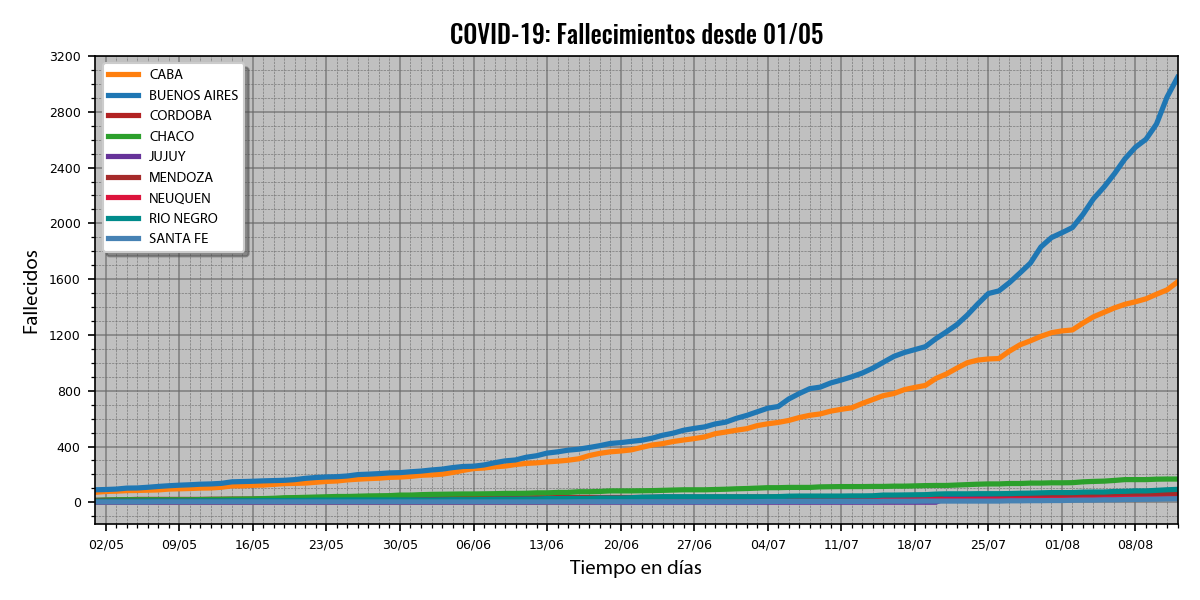 COVID-19: Fallecimientos desde 01/05
3200
2800
2400
2000
1600
1200
800
400
0
Fallecidos
CABA
BUENOS AIRES
CORDOBA
CHACO
JUJUY
MENDOZA
NEUQUEN
RIO NEGRO
SANTA FE
02/05 09/05 16/05 23/05 30/05 06/06 13/06 20/06 27/06 04/07 11/07 18/07 25/07 01/08 08/08
Tiempo en días